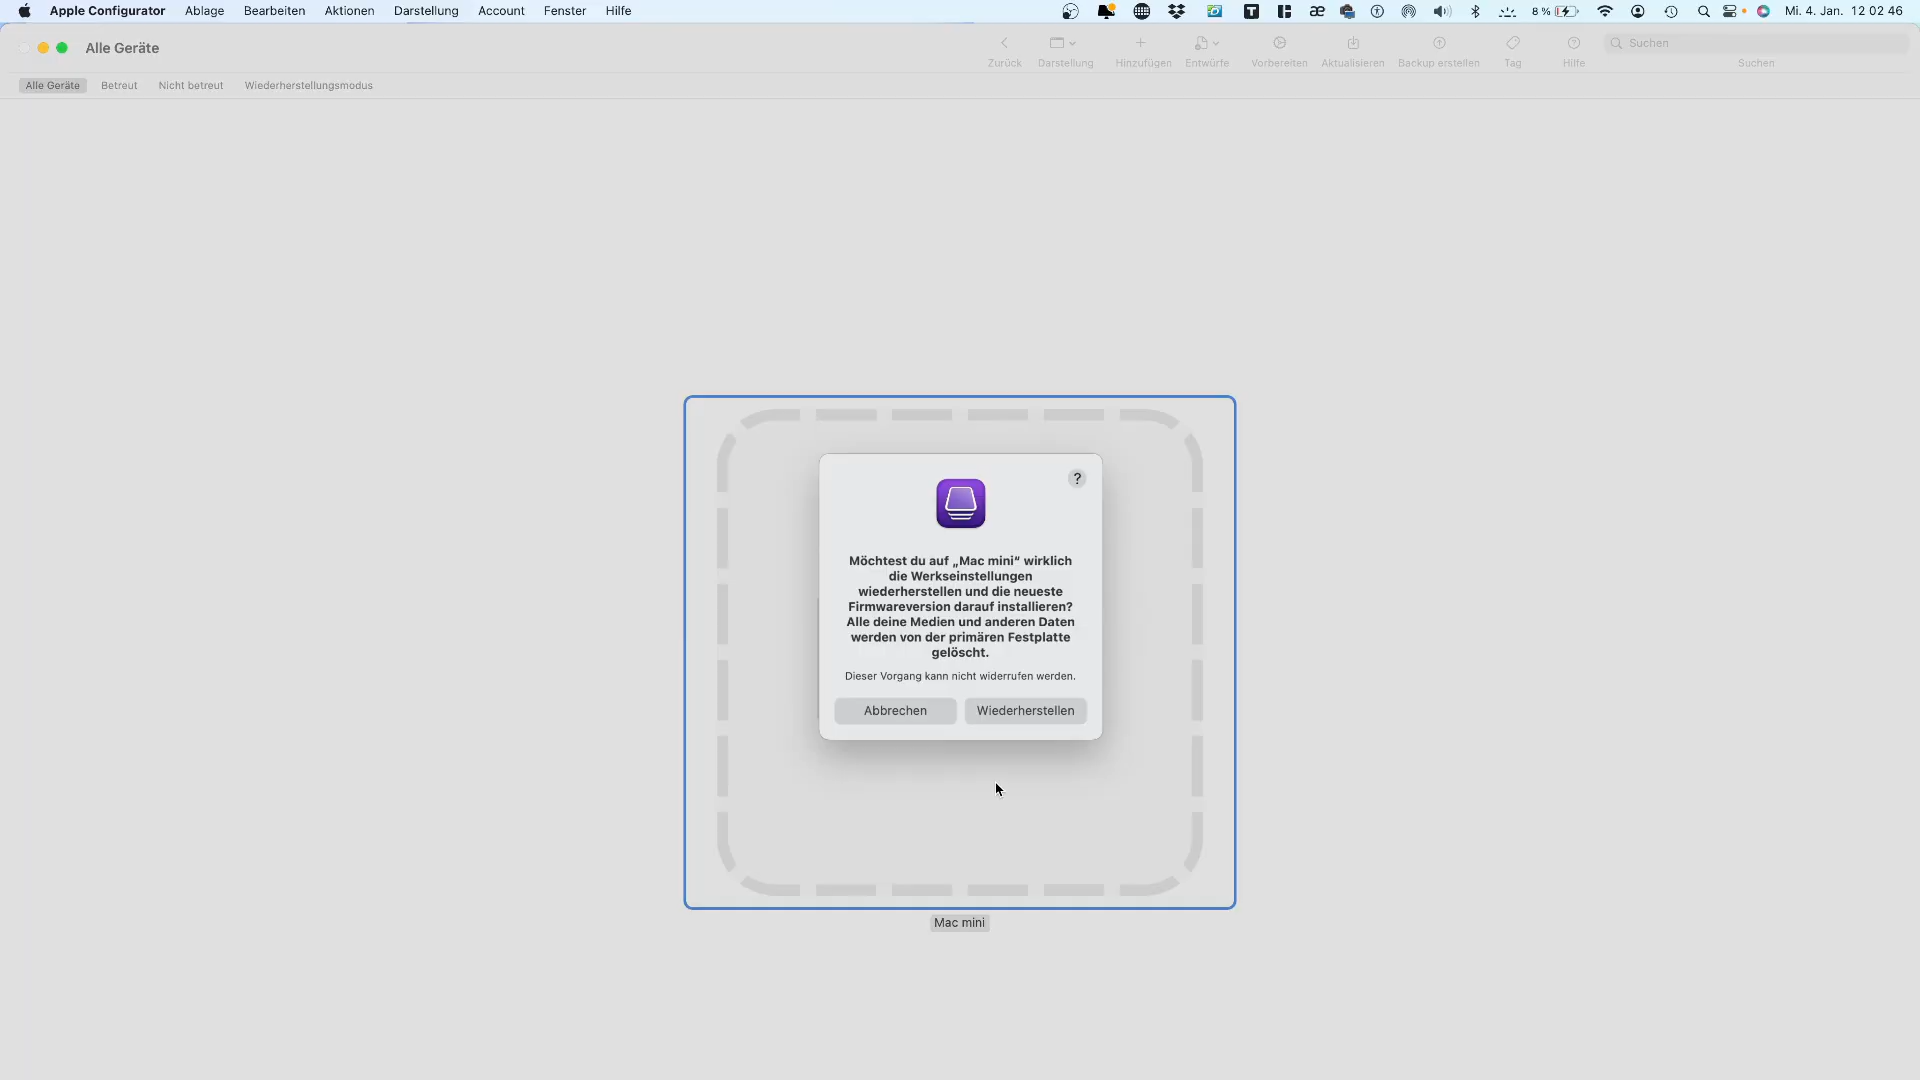 Apple Configurator Ablage Bearbeiten Aktionen Darstellung Account Fenster Hilfe
8 % Mi. 4. Jan. 12 02 46
Alle Geräte
Zurück Darstellung Hinzufügen Entwürfe Vorbereiten Aktualisieren Backup erstellen Tag Hilfe Suchen
Suchen
Alle Geräte Betreut Nicht betreut Wiederherstellungsmodus
?
Möchtest du auf „Mac mini“ wirklich
die Werkseinstellungen
wiederherstellen und die neueste
Firmwareversion darauf installieren?
Alle deine Medien und anderen Daten
werden von der primären Festplatte
gelöscht.
Dieser Vorgang kann nicht widerrufen werden.
Abbrechen Wiederherstellen
Mac mini